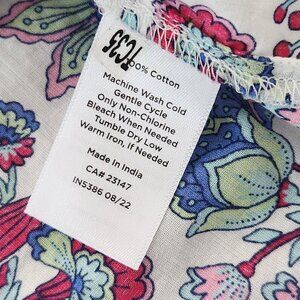 100% Cotton
Machine Wash Cold
Gentle Cycle
Only Non-Chlorine
Bleach When Needed
Tumble Dry Low
Warm Iron, if Needed
Made In India
CA# 23147
IN5386 08/22